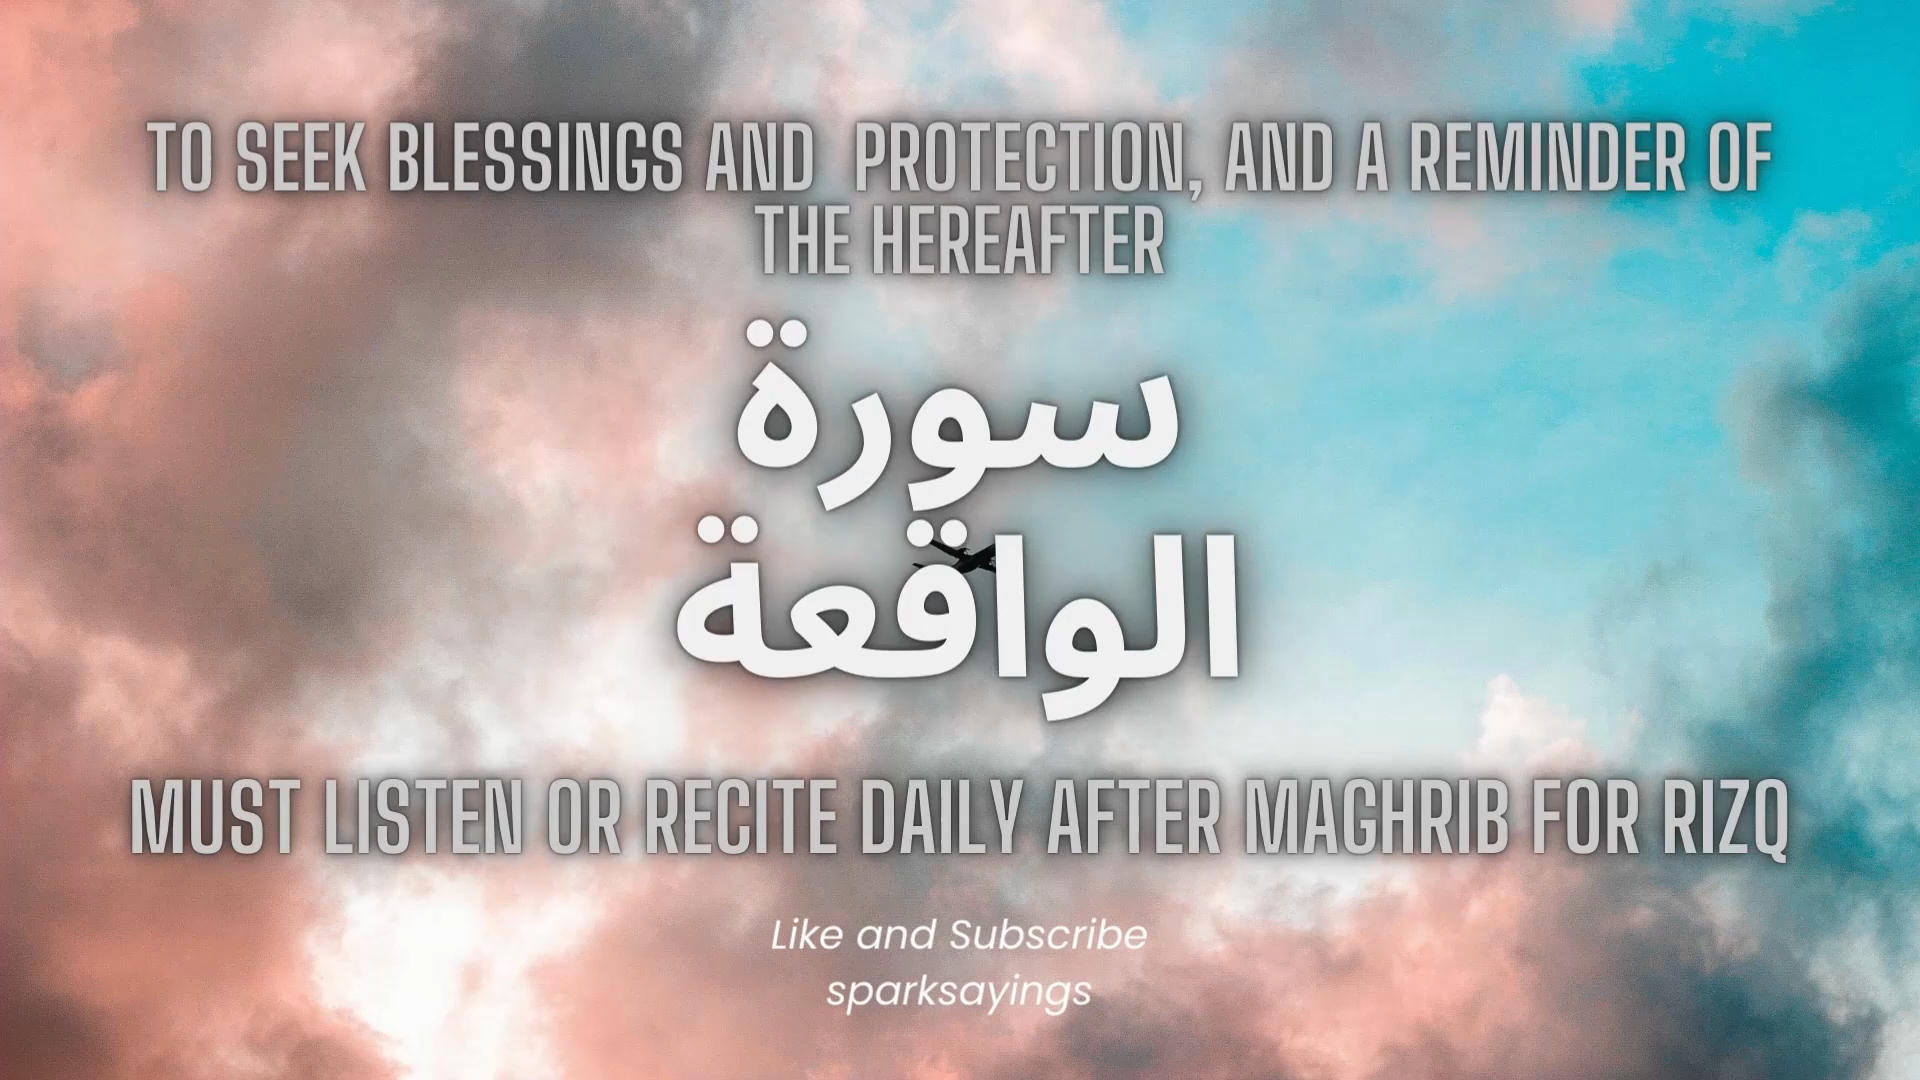 TO SEEK BLESSINGS AND PROTECTION, AND A REMINDER OF
THE HEREAFTER
سورة
الواقعة
MUST LISTEN OR RECITE DAILY AFTER MAGHRIB FOR RIZQ
Like and Subscribe
sparksayings